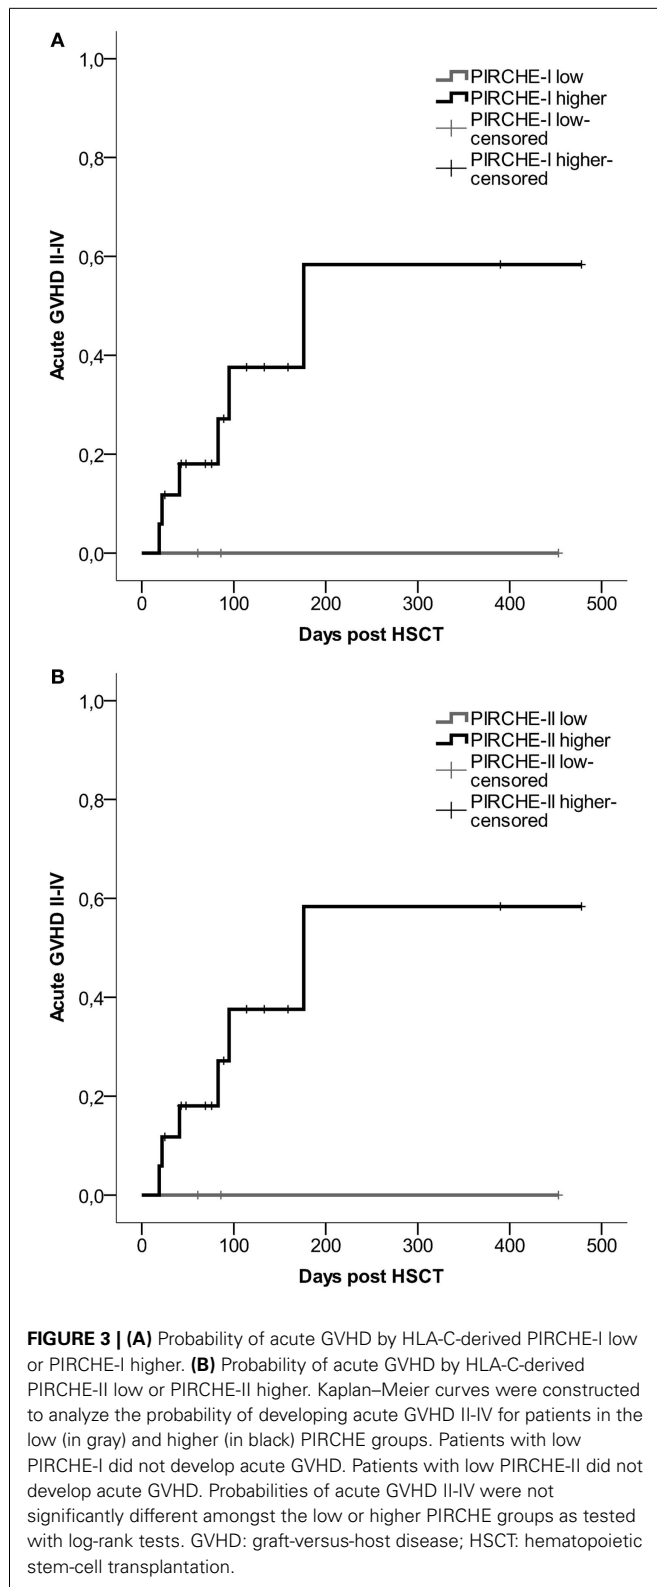 A
1,0
0,8
0,6
0,4
0,2
0,0
Acute GVHD II-IV
PIRCHE-I low
PIRCHE-I higher
PIRCHE-I low-
censored
PIRCHE-I higher-
censored
0 100 200 300 400 500
Days post HSCT
B
1,0
0,8
0,6
0,4
0,2
0,0
Acute GVHD II-IV
PIRCHE-II low
PIRCHE-II higher
PIRCHE-II low-
censored
PIRCHE-II higher-
censored
0 100 200 300 400 500
Days post HSCT
FIGURE 3 | (A) Probability of acute GVHD by HLA-C-derived PIRCHE-I low
or PIRCHE-I higher. (B) Probability of acute GVHD by HLA-C-derived
PIRCHE-II low or PIRCHE-II higher. Kaplan–Meier curves were constructed
to analyze the probability of developing acute GVHD II-IV for patients in the
low (in gray) and higher (in black) PIRCHE groups. Patients with low
PIRCHE-I did not develop acute GVHD. Patients with low PIRCHE-II did not
develop acute GVHD. Probabilities of acute GVHD II-IV were not
significantly different amongst the low or higher PIRCHE groups as tested
with log-rank tests. GVHD: graft-versus-host disease; HSCT: hematopoietic
stem-cell transplantation.